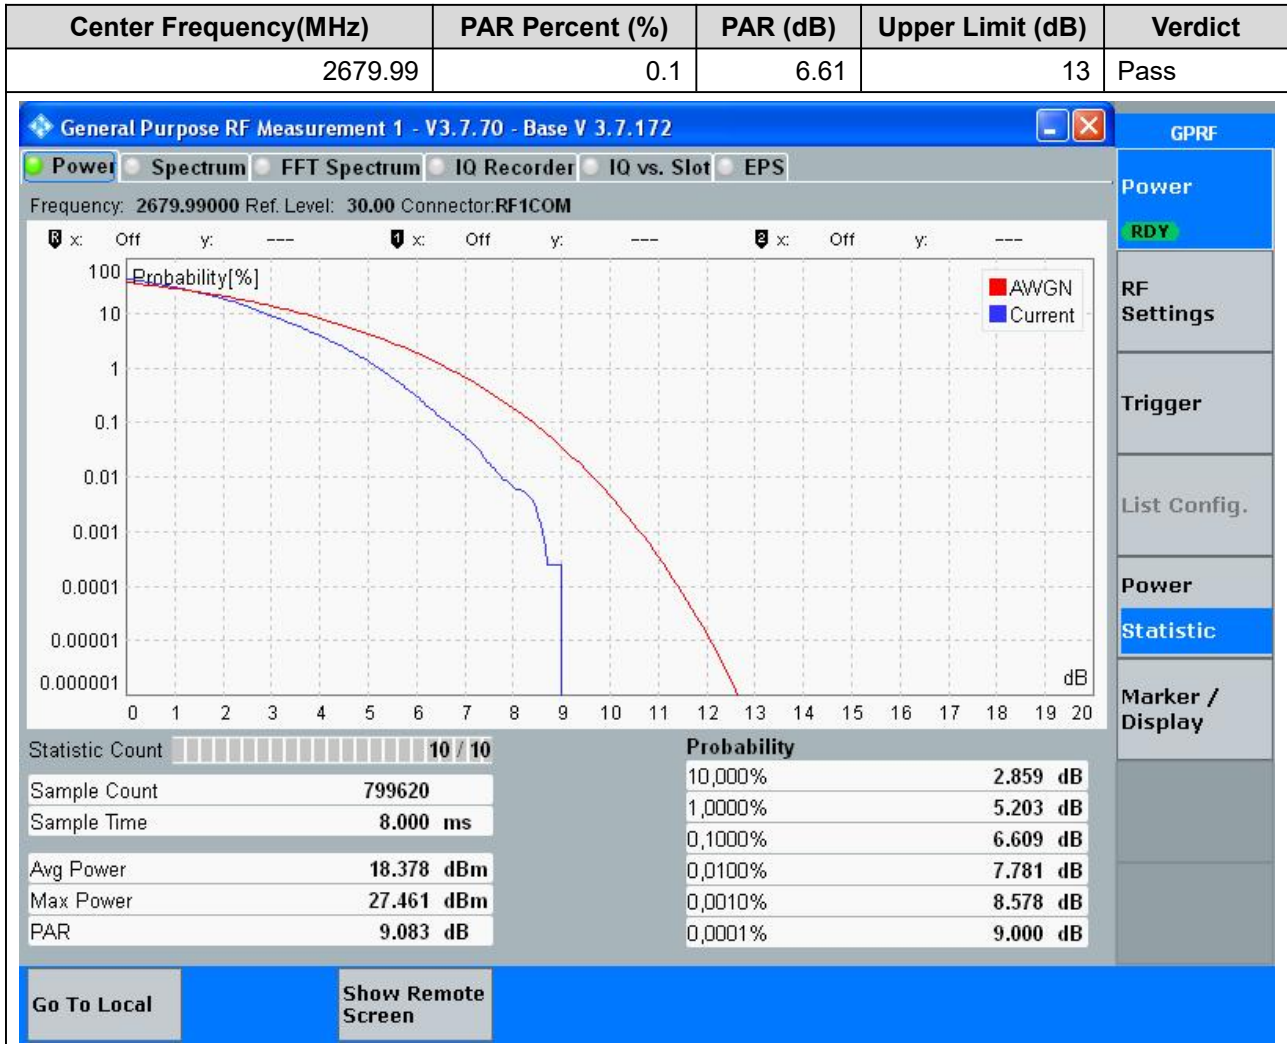 Center Frequency(MHz) PAR Percent (%) PAR (dB) Upper Limit (dB) Verdict
2679.99 0.1 6.61 13 Pass
General Purpose RF Measurement 1 - V3.7.70 - Base V 3.7.172
GPRF
Power Spectrum FFT Spectrum IQ Recorder IQ vs. Slot EPS
Frequency: 2679.99000 Ref. Level: 30.00 Connector:RF1COM
R x: Off y: --- 1 x: Off y: --- 2 x: Off y: ---
Probability[%]
AWGN
Current
100
10
1
0.1
0.01
0.001
0.0001
0.00001
0.000001
dB
0 1 2 3 4 5 6 7 8 9 10 11 12 13 14 15 16 17 18 19 20
Statistic Count 10 / 10
Sample Count 799620
Sample Time 8.000 ms
Avg Power 18.378 dBm
Max Power 27.461 dBm
PAR 9.083 dB
Probability
10,000% 2.859 dB
1,0000% 5.203 dB
0,1000% 6.609 dB
0,0100% 7.781 dB
0,0010% 8.578 dB
0,0001% 9.000 dB
Power
RDY
RF
Settings
Trigger
List Config.
Power
Statistic
Marker /
Display
Go To Local
Show Remote
Screen